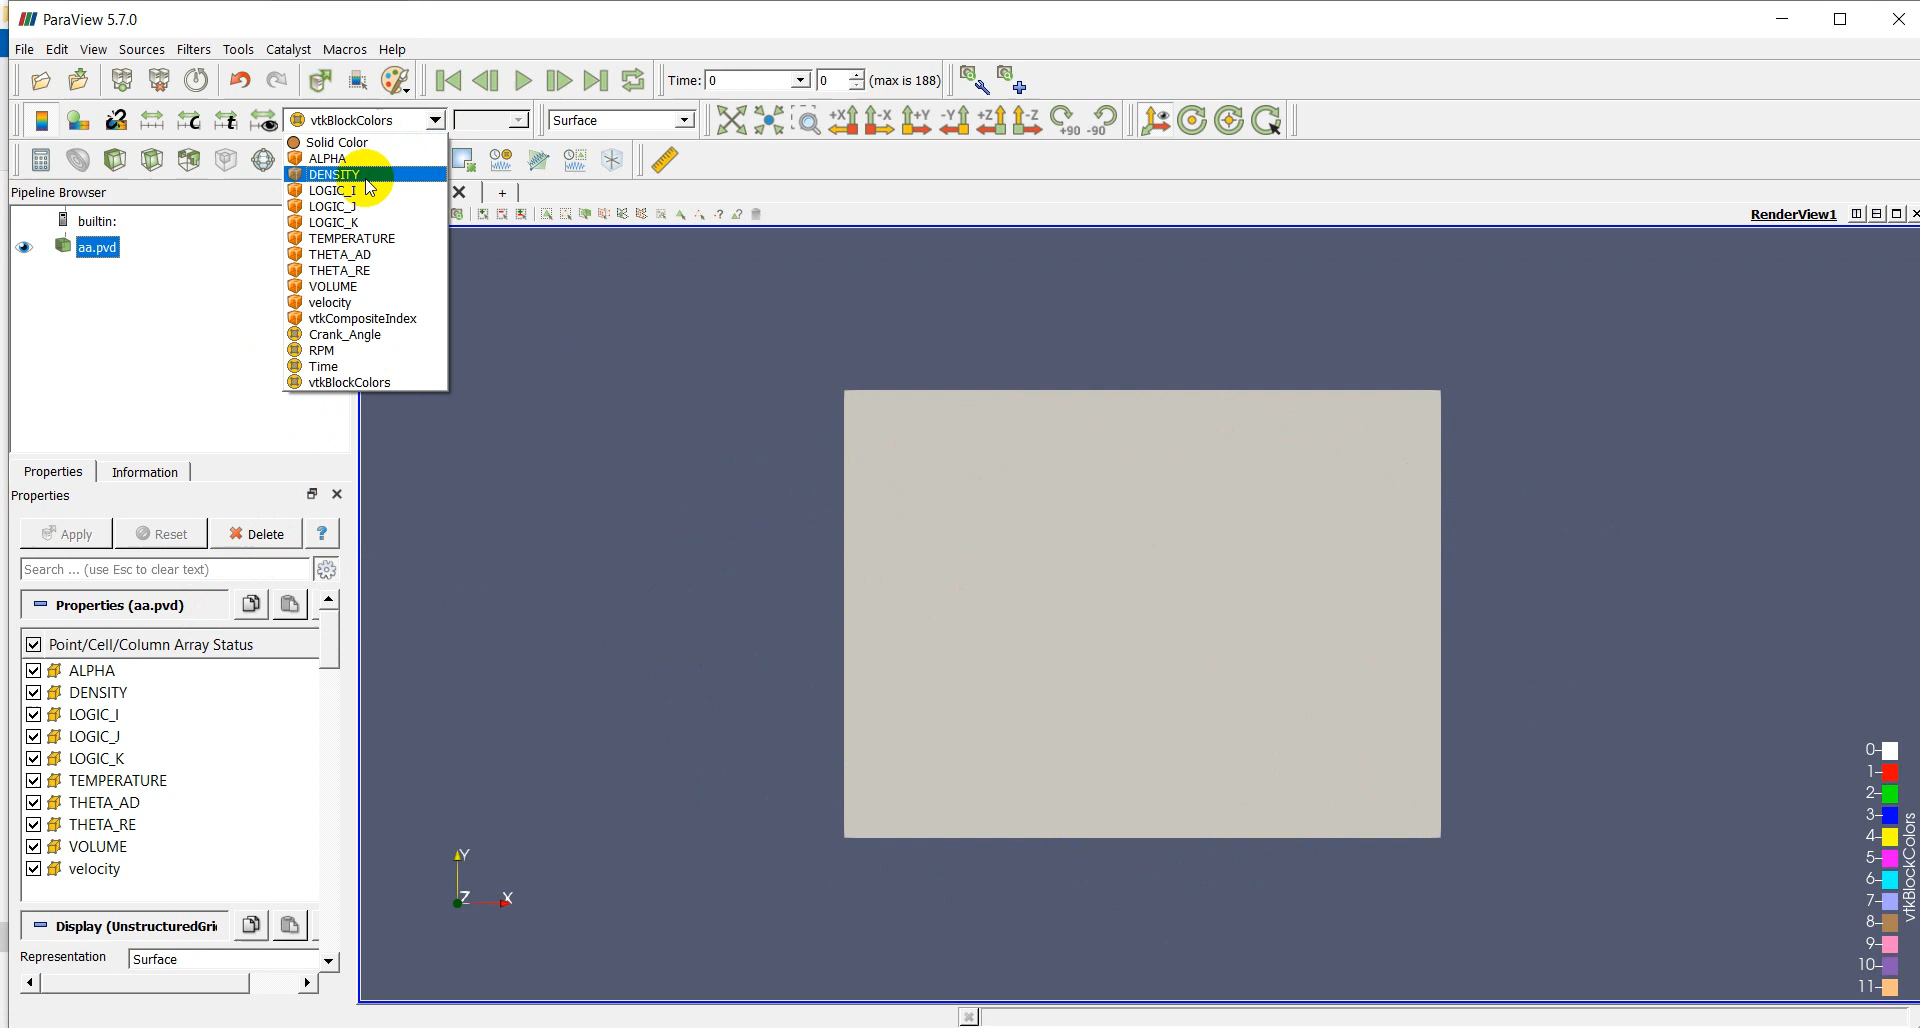 ParaView 5.7.0
File Edit View Sources Filters Tools Catalyst Macros Help
Time: 0 0 (max is 188)
vtkBlockColors Surface
+X -X +Y -Y +Z -Z +90 -90
Solid Color
ALPHA
DENSITY
LOGIC_I
LOGIC_J
LOGIC_K
TEMPERATURE
THETA_AD
THETA_RE
VOLUME
velocity
vtkCompositeIndex
Crank_Angle
RPM
Time
vtkBlockColors
Pipeline Browser
builtin:
aa.pvd
RenderView1
Properties Information
Properties
Apply Reset Delete ?
Search ... (use Esc to clear text)
Properties (aa.pvd)
Point/Cell/Column Array Status
ALPHA
DENSITY
LOGIC_I
LOGIC_J
LOGIC_K
TEMPERATURE
THETA_AD
THETA_RE
VOLUME
velocity
Display (UnstructuredGri
Representation Surface
Y
Z X
0
1
2
3
4
5
6
7
8
9
10
11
vtkBlockColors